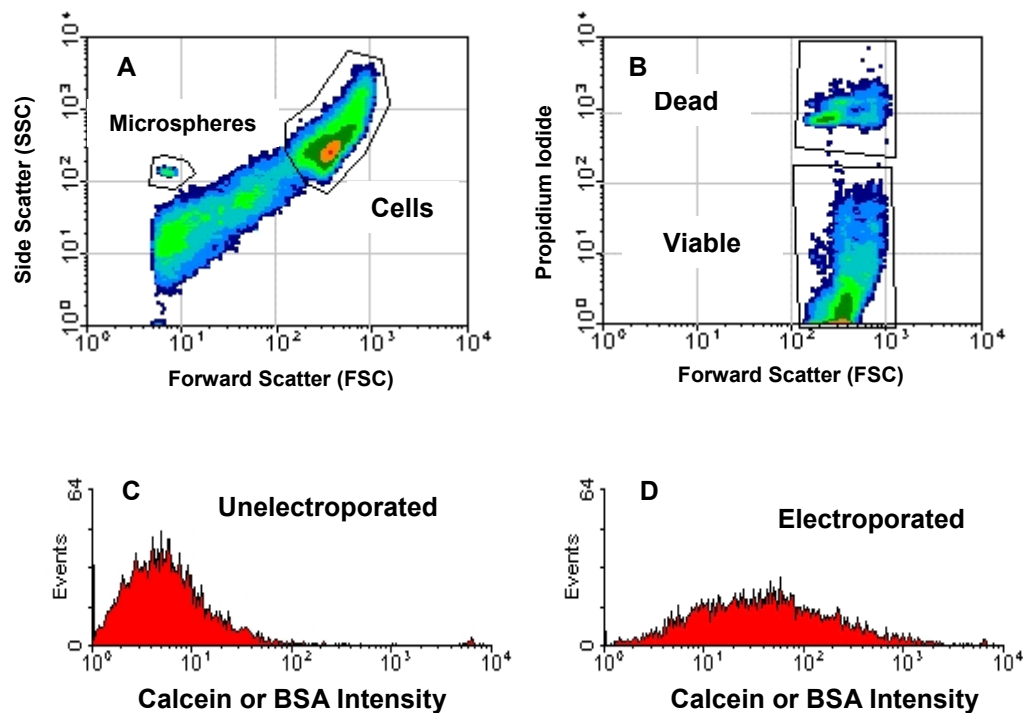 A
Side Scatter (SSC)
10⁴
10³
10²
10¹
10⁰
Microspheres
Cells
10⁰ 10¹ 10² 10³ 10⁴
Forward Scatter (FSC)
B
Propidium Iodide
10⁴
10³
10²
10¹
10⁰
Dead
Viable
10⁰ 10¹ 10² 10³ 10⁴
Forward Scatter (FSC)
C
Unelectroporated
Events
64
0
10⁰ 10¹ 10² 10³ 10⁴
Calcein or BSA Intensity
D
Electroporated
Events
64
0
10⁰ 10¹ 10² 10³ 10⁴
Calcein or BSA Intensity